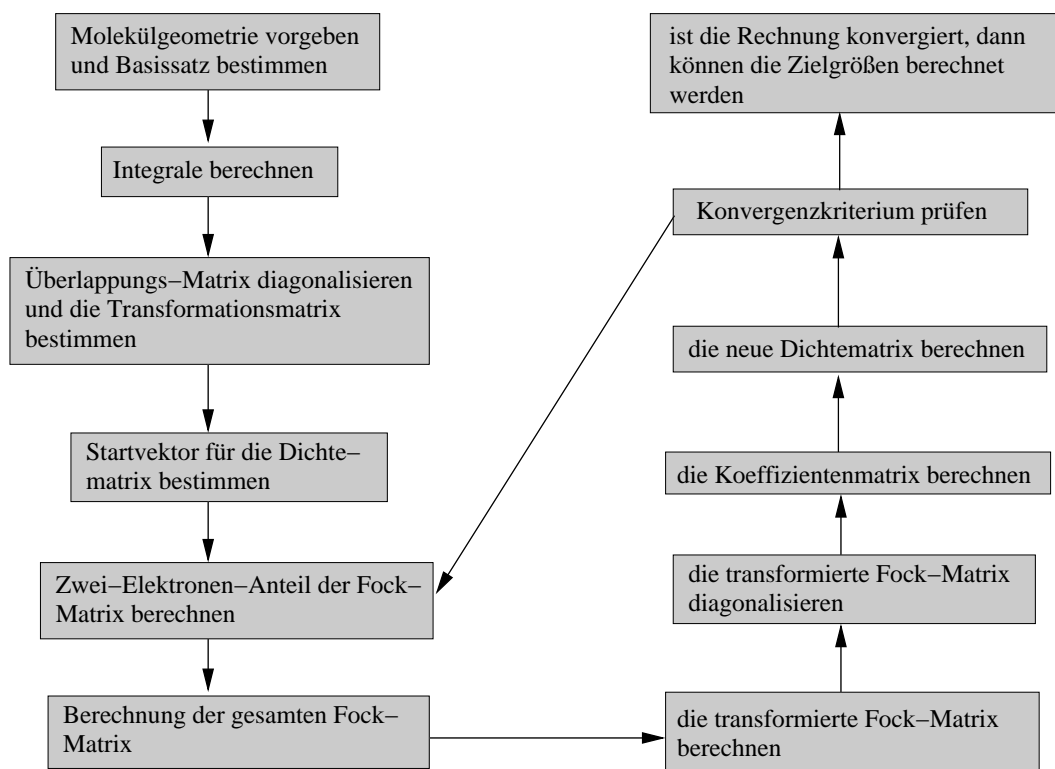 Molekülgeometrie vorgeben
und Basissatz bestimmen
Integrale berechnen
Überlappungs–Matrix diagonalisieren
und die Transformationsmatrix
bestimmen
Startvektor für die Dichte–
matrix bestimmen
Zwei–Elektronen–Anteil der Fock–
Matrix berechnen
Berechnung der gesamten Fock–
Matrix
die transformierte Fock–Matrix
berechnen
die transformierte Fock–Matrix
diagonalisieren
die Koeffizientenmatrix berechnen
die neue Dichtematrix berechnen
Konvergenzkriterium prüfen
ist die Rechnung konvergiert, dann
können die Zielgrößen berechnet
werden